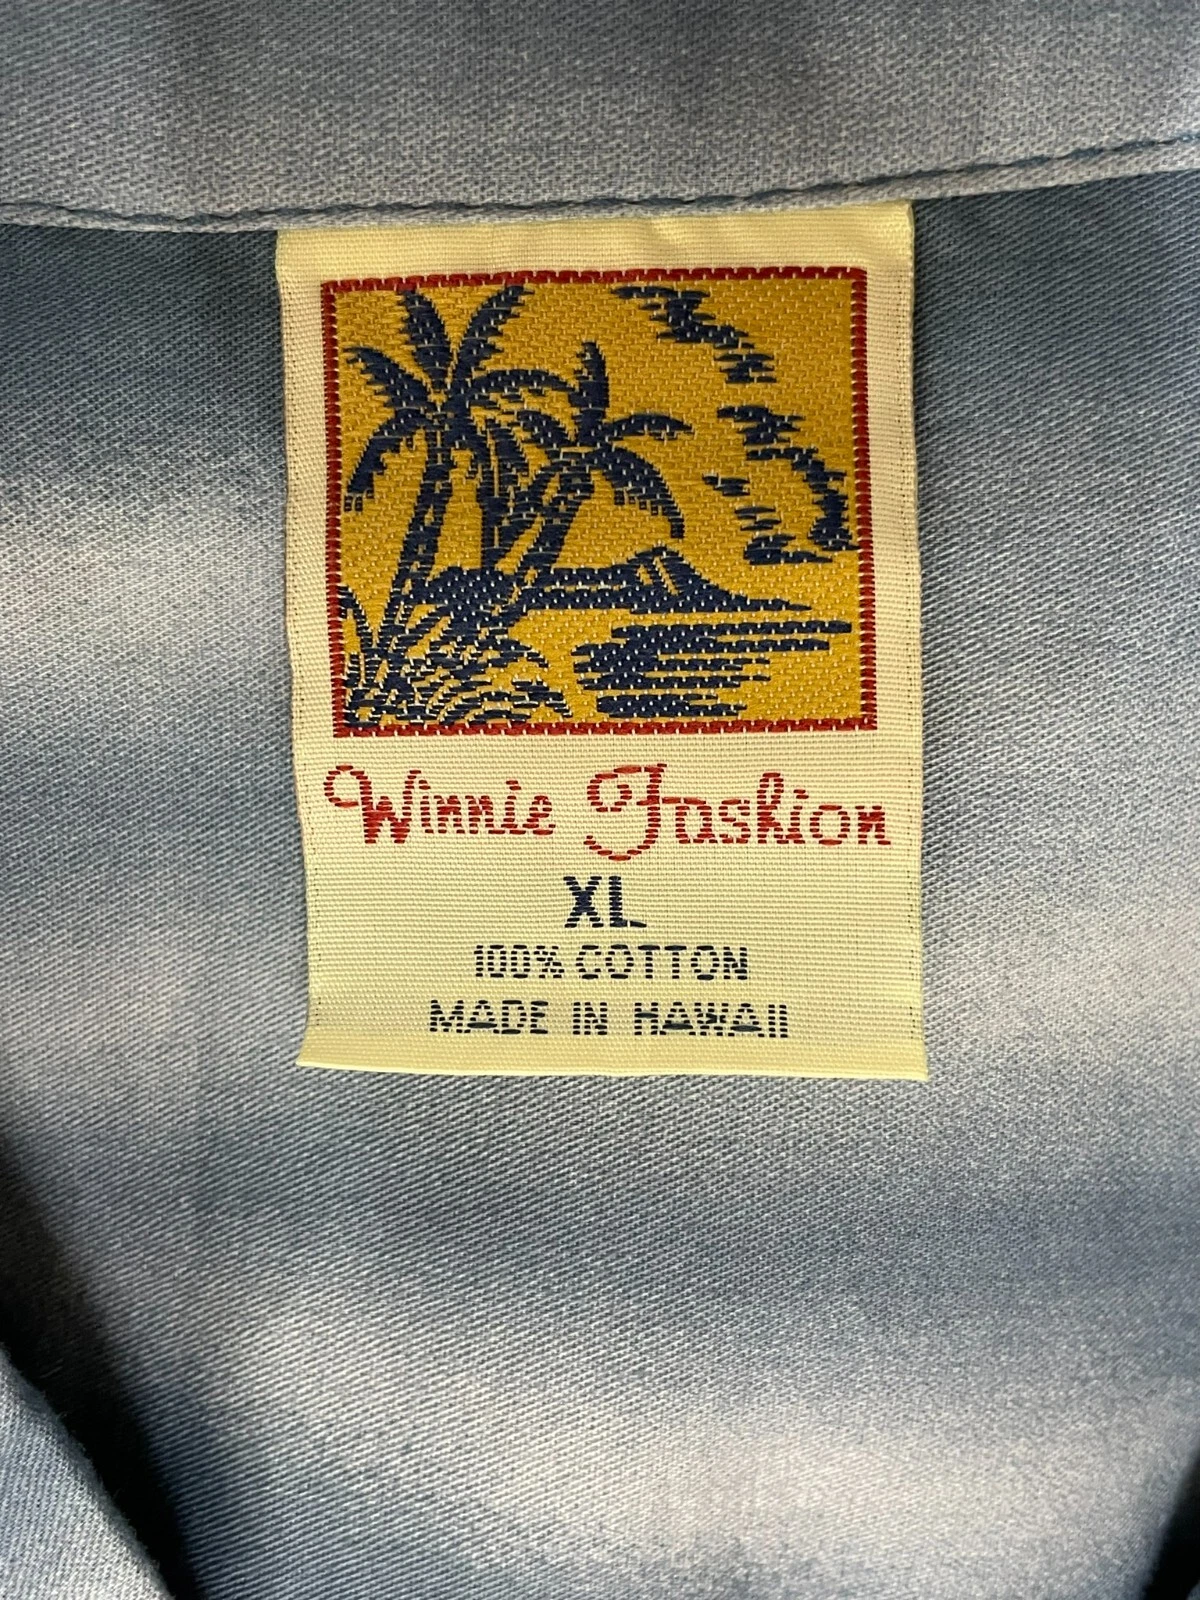 Winnie Fashion
XL
100% COTTON
MADE IN HAWAII